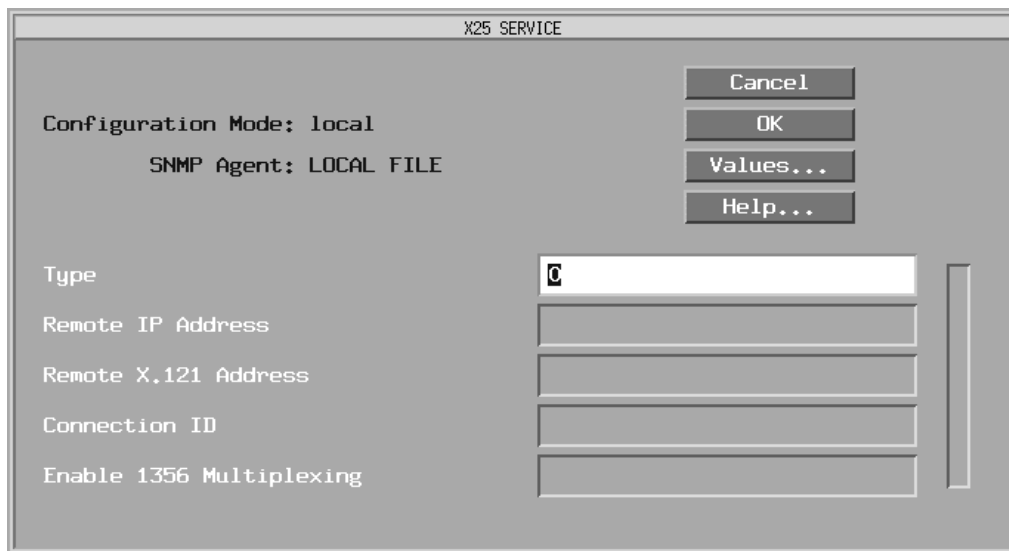 X25 SERVICE
Cancel
Configuration Mode: local
OK
SNMP Agent: LOCAL FILE
Values...
Help...
Type
O
Remote IP Address
Remote X.121 Address
Connection ID
Enable 1356 Multiplexing